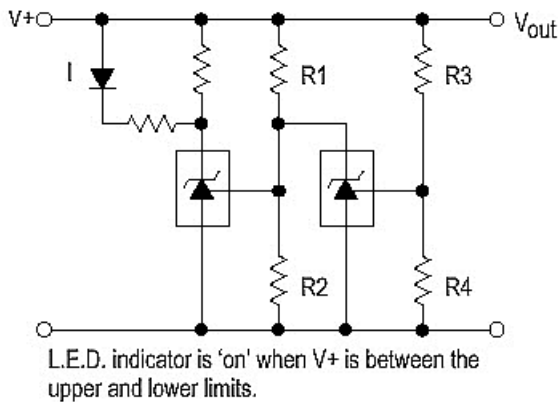 V+
Vout
I
R1
R3
R2
R4
L.E.D. indicator is 'on' when V+ is between the
upper and lower limits.